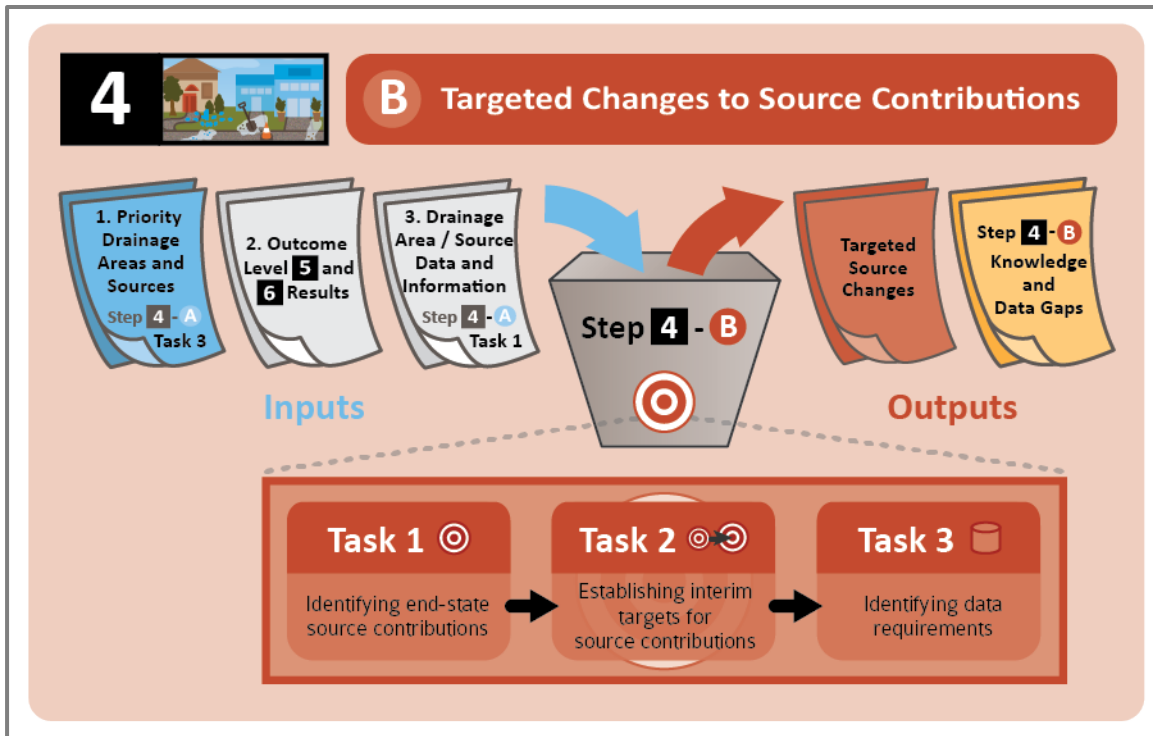 4
B Targeted Changes to Source Contributions
1. Priority
Drainage
Areas and
Sources
Step 4 - A
Task 3
2. Outcome
Level 5 and
6 Results
3. Drainage
Area / Source
Data and
Information
Step 4 - A
Task 1
Step 4 - B
Targeted
Source
Changes
Step 4 - B
Knowledge
and
Data Gaps
Inputs
Outputs
Task 1
Identifying end-state
source contributions
Task 2
Establishing interim
targets for
source contributions
Task 3
Identifying data
requirements